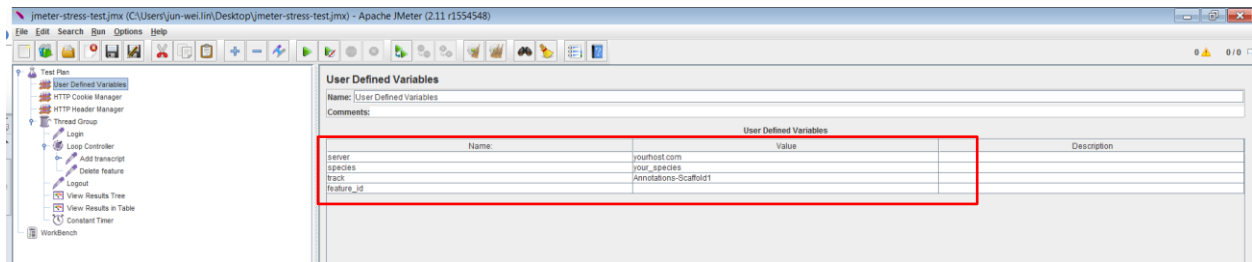 jmeter-stress-test.jmx (C:\Users\jun-wei.lin\Desktop\jmeter-stress-test.jmx) - Apache JMeter (2.11 r1554548)
File Edit Search Run Options Help
0 0/0
Test Plan
User Defined Variables
HTTP Cookie Manager
HTTP Header Manager
Thread Group
Login
Loop Controller
Add transcript
Delete feature
Logout
View Results Tree
View Results in Table
Constant Timer
WorkBench
User Defined Variables
Name: User Defined Variables
Comments:
User Defined Variables
Name: Value Description
server yourhost.com
species your_species
track Annotations-Scaffold1
feature_id